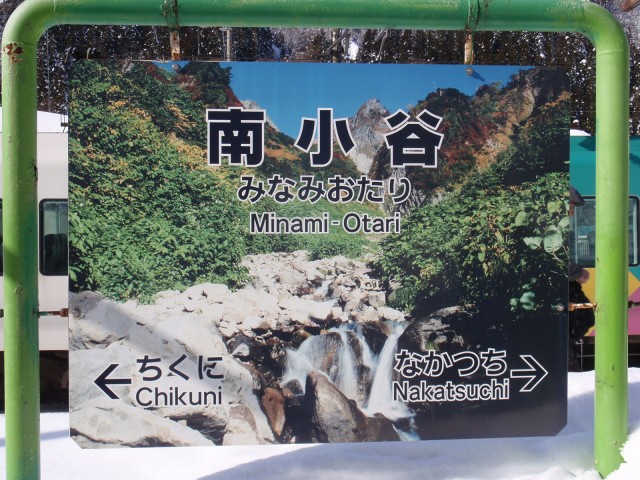 南小谷
みなみおたり
Minami-Otari
← ちくに
Chikuni
なかつち →
Nakatsuchi